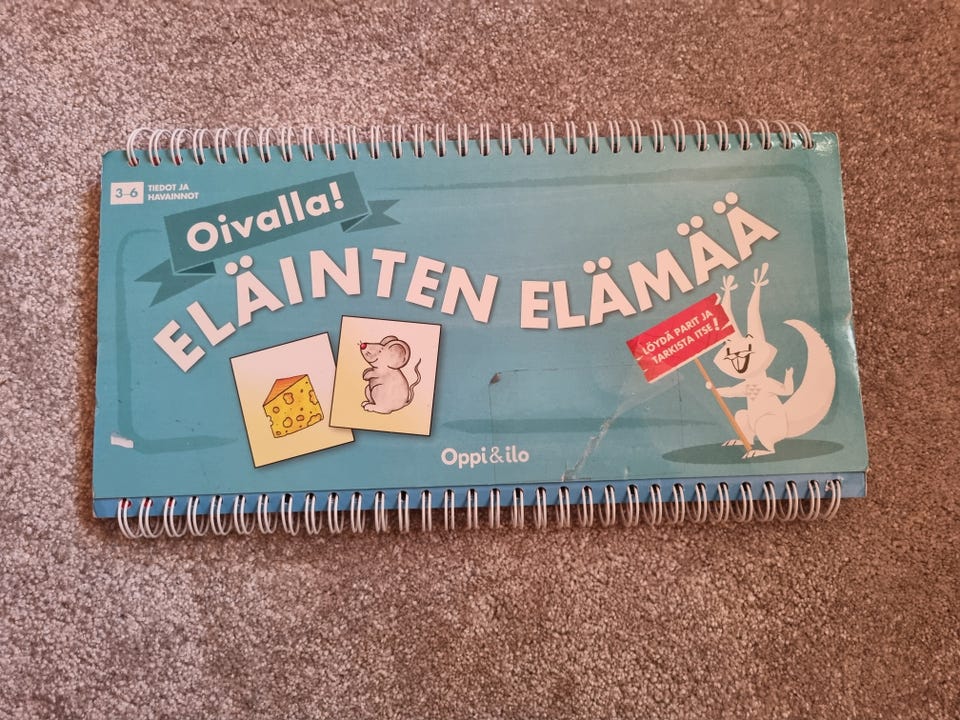 3–6
TIEDOT JA
HAVAINNOT
Oivalla!
ELÄINTEN ELÄMÄÄ
LÖYDÄ PARIT JA
TARKISTA ITSE!
Oppi&ilo